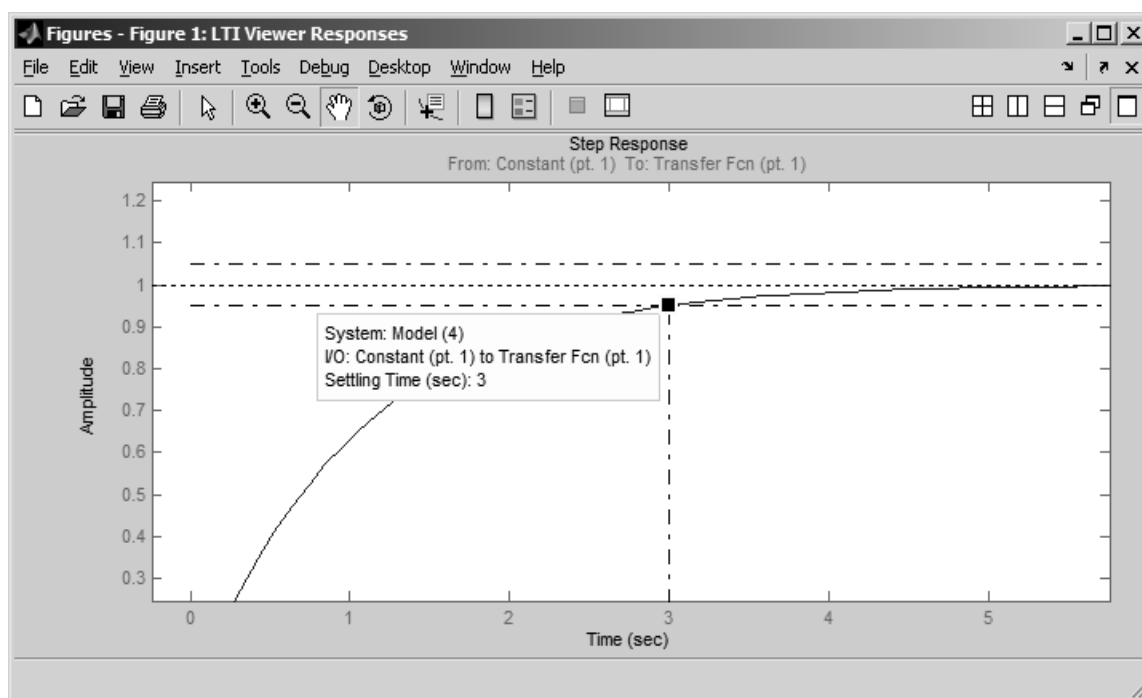 Figures - Figure 1: LTI Viewer Responses
File Edit View Insert Tools Debug Desktop Window Help
Step Response
From: Constant (pt. 1) To: Transfer Fcn (pt. 1)
1.2
1.1
1
0.9
0.8
0.7
0.6
0.5
0.4
0.3
Amplitude
System: Model (4)
I/O: Constant (pt. 1) to Transfer Fcn (pt. 1)
Settling Time (sec): 3
0 1 2 3 4 5
Time (sec)